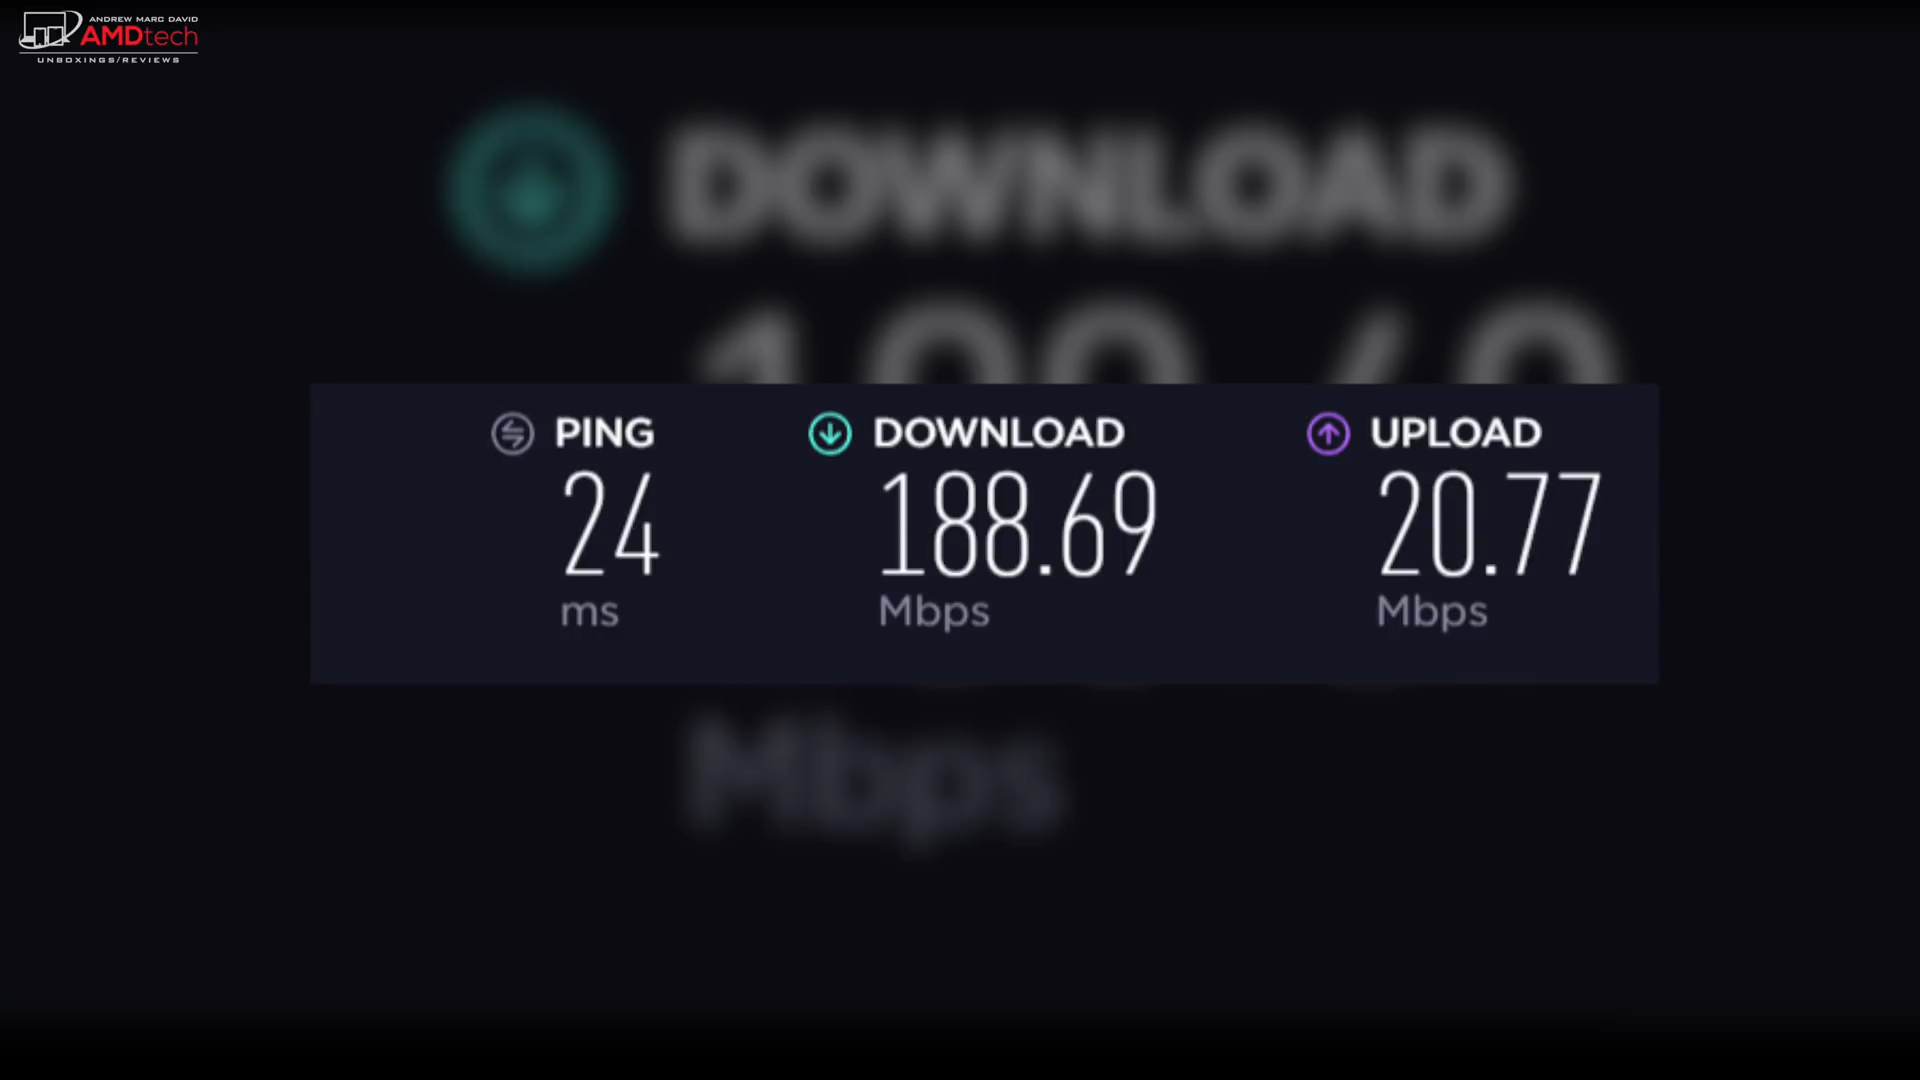 ANDREW MARC DAVID
AMDtech
UNBOXINGS/REVIEWS
DOWNLOAD
PING DOWNLOAD UPLOAD
24 188.69 20.77
ms Mbps Mbps
Mbps